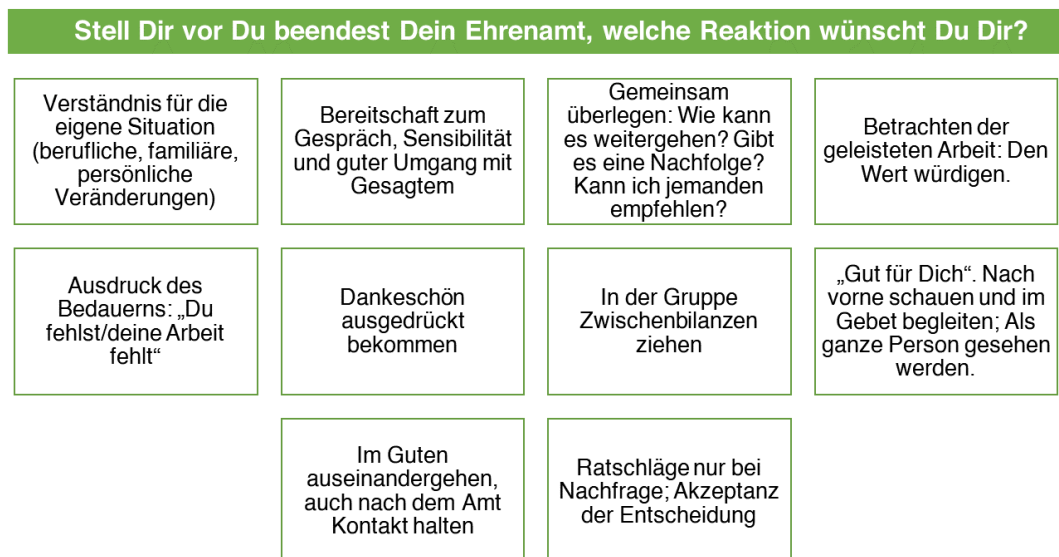 Stell Dir vor Du beendest Dein Ehrenamt, welche Reaktion wünscht Du Dir?
Verständnis für die
eigene Situation
(berufliche, familiäre,
persönliche
Veränderungen)
Bereitschaft zum
Gespräch, Sensibilität
und guter Umgang mit
Gesagtem
Gemeinsam
überlegen: Wie kann
es weitergehen? Gibt
es eine Nachfolge?
Kann ich jemanden
empfehlen?
Betrachten der
geleisteten Arbeit: Den
Wert würdigen.
Ausdruck des
Bedauerns: „Du
fehlst/deine Arbeit
fehlt“
Dankeschön
ausgedrückt
bekommen
In der Gruppe
Zwischenbilanzen
ziehen
„Gut für Dich“. Nach
vorne schauen und im
Gebet begleiten; Als
ganze Person gesehen
werden.
Im Guten
auseinandergehen,
auch nach dem Amt
Kontakt halten
Ratschläge nur bei
Nachfrage; Akzeptanz
der Entscheidung